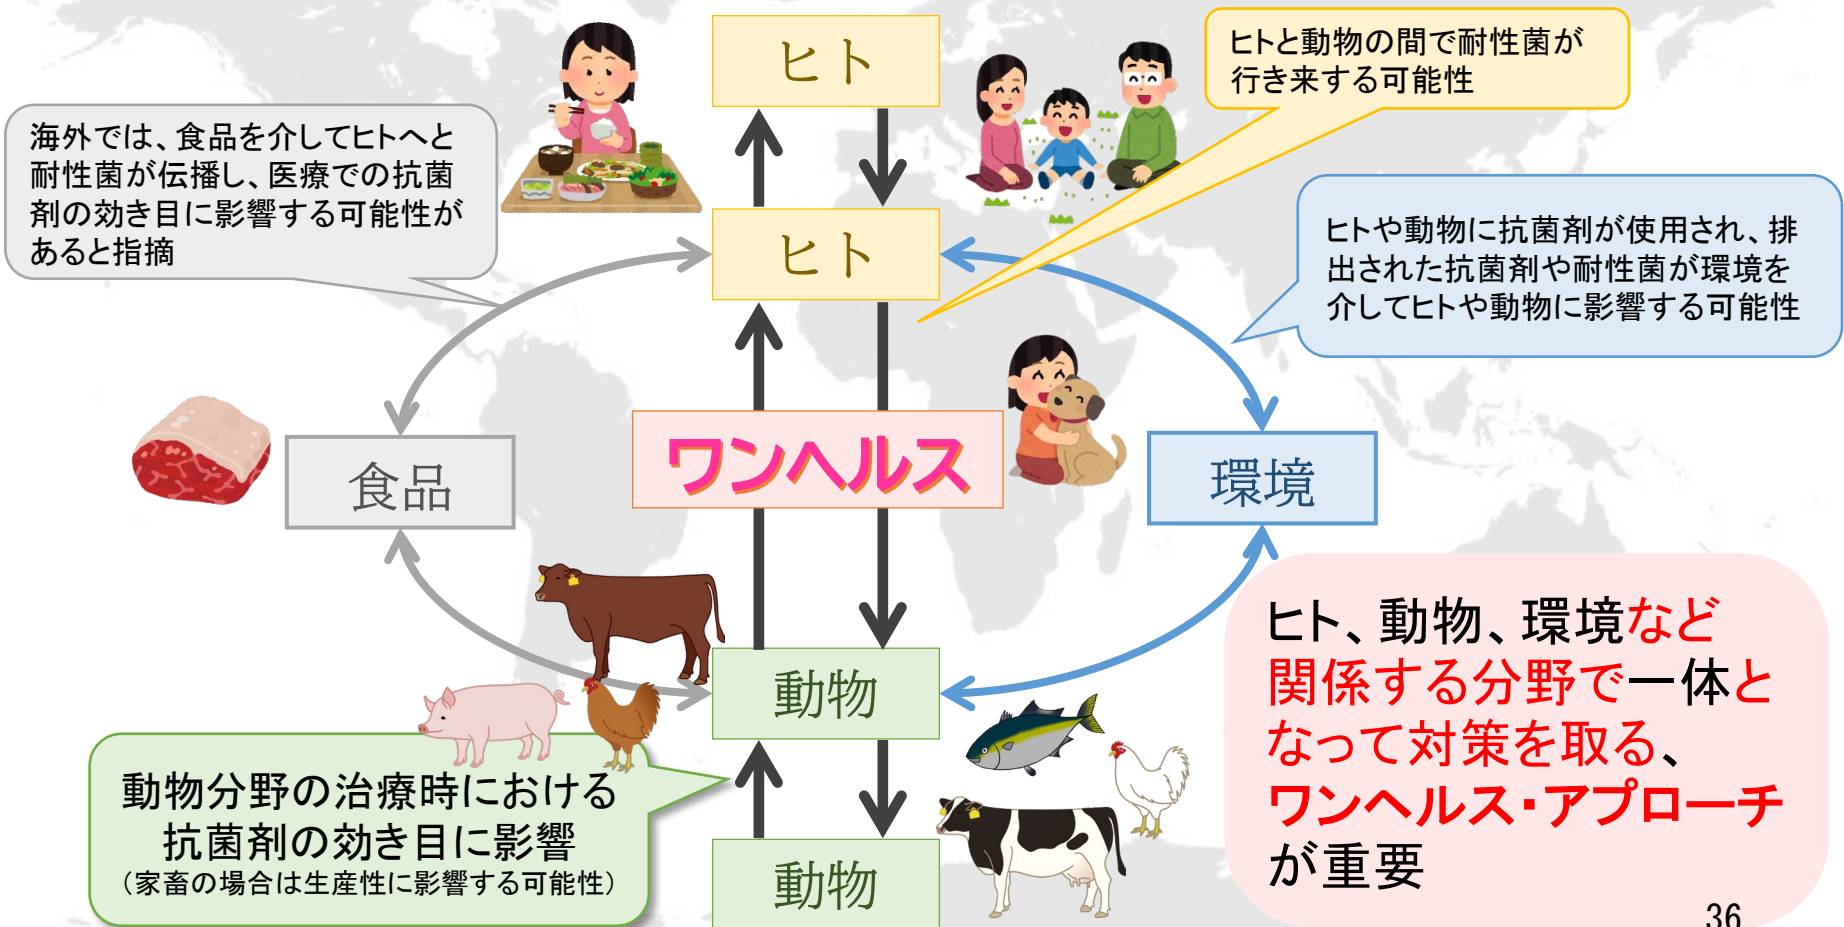 ヒト
ヒトと動物の間で耐性菌が
行き来する可能性
海外では、食品を介してヒトへと
耐性菌が伝播し、医療での抗菌
剤の効き目に影響する可能性が
あると指摘
ヒト
ヒトや動物に抗菌剤が使用され、排
出された抗菌剤や耐性菌が環境を
介してヒトや動物に影響する可能性
食品
ワンヘルス
環境
動物
動物分野の治療時における
抗菌剤の効き目に影響
（家畜の場合は生産性に影響する可能性）
動物
ヒト、動物、環境など
関係する分野で一体と
なって対策を取る、
ワンヘルス・アプローチ
が重要
36